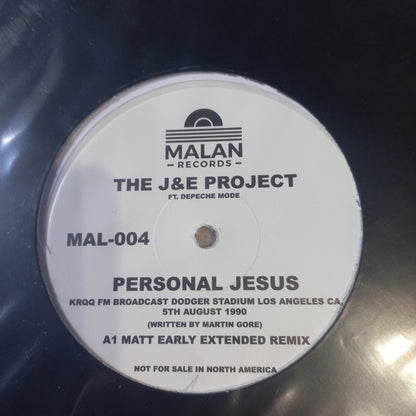 MALAN
RECORDS
THE J&E PROJECT
FT. DEPECHE MODE
MAL-004
PERSONAL JESUS
KRQQ FM BROADCAST DODGER STADIUM LOS ANGELES CA,
5TH AUGUST 1990
(WRITTEN BY MARTIN GORE)
A1 MATT EARLY EXTENDED REMIX
NOT FOR SALE IN NORTH AMERICA